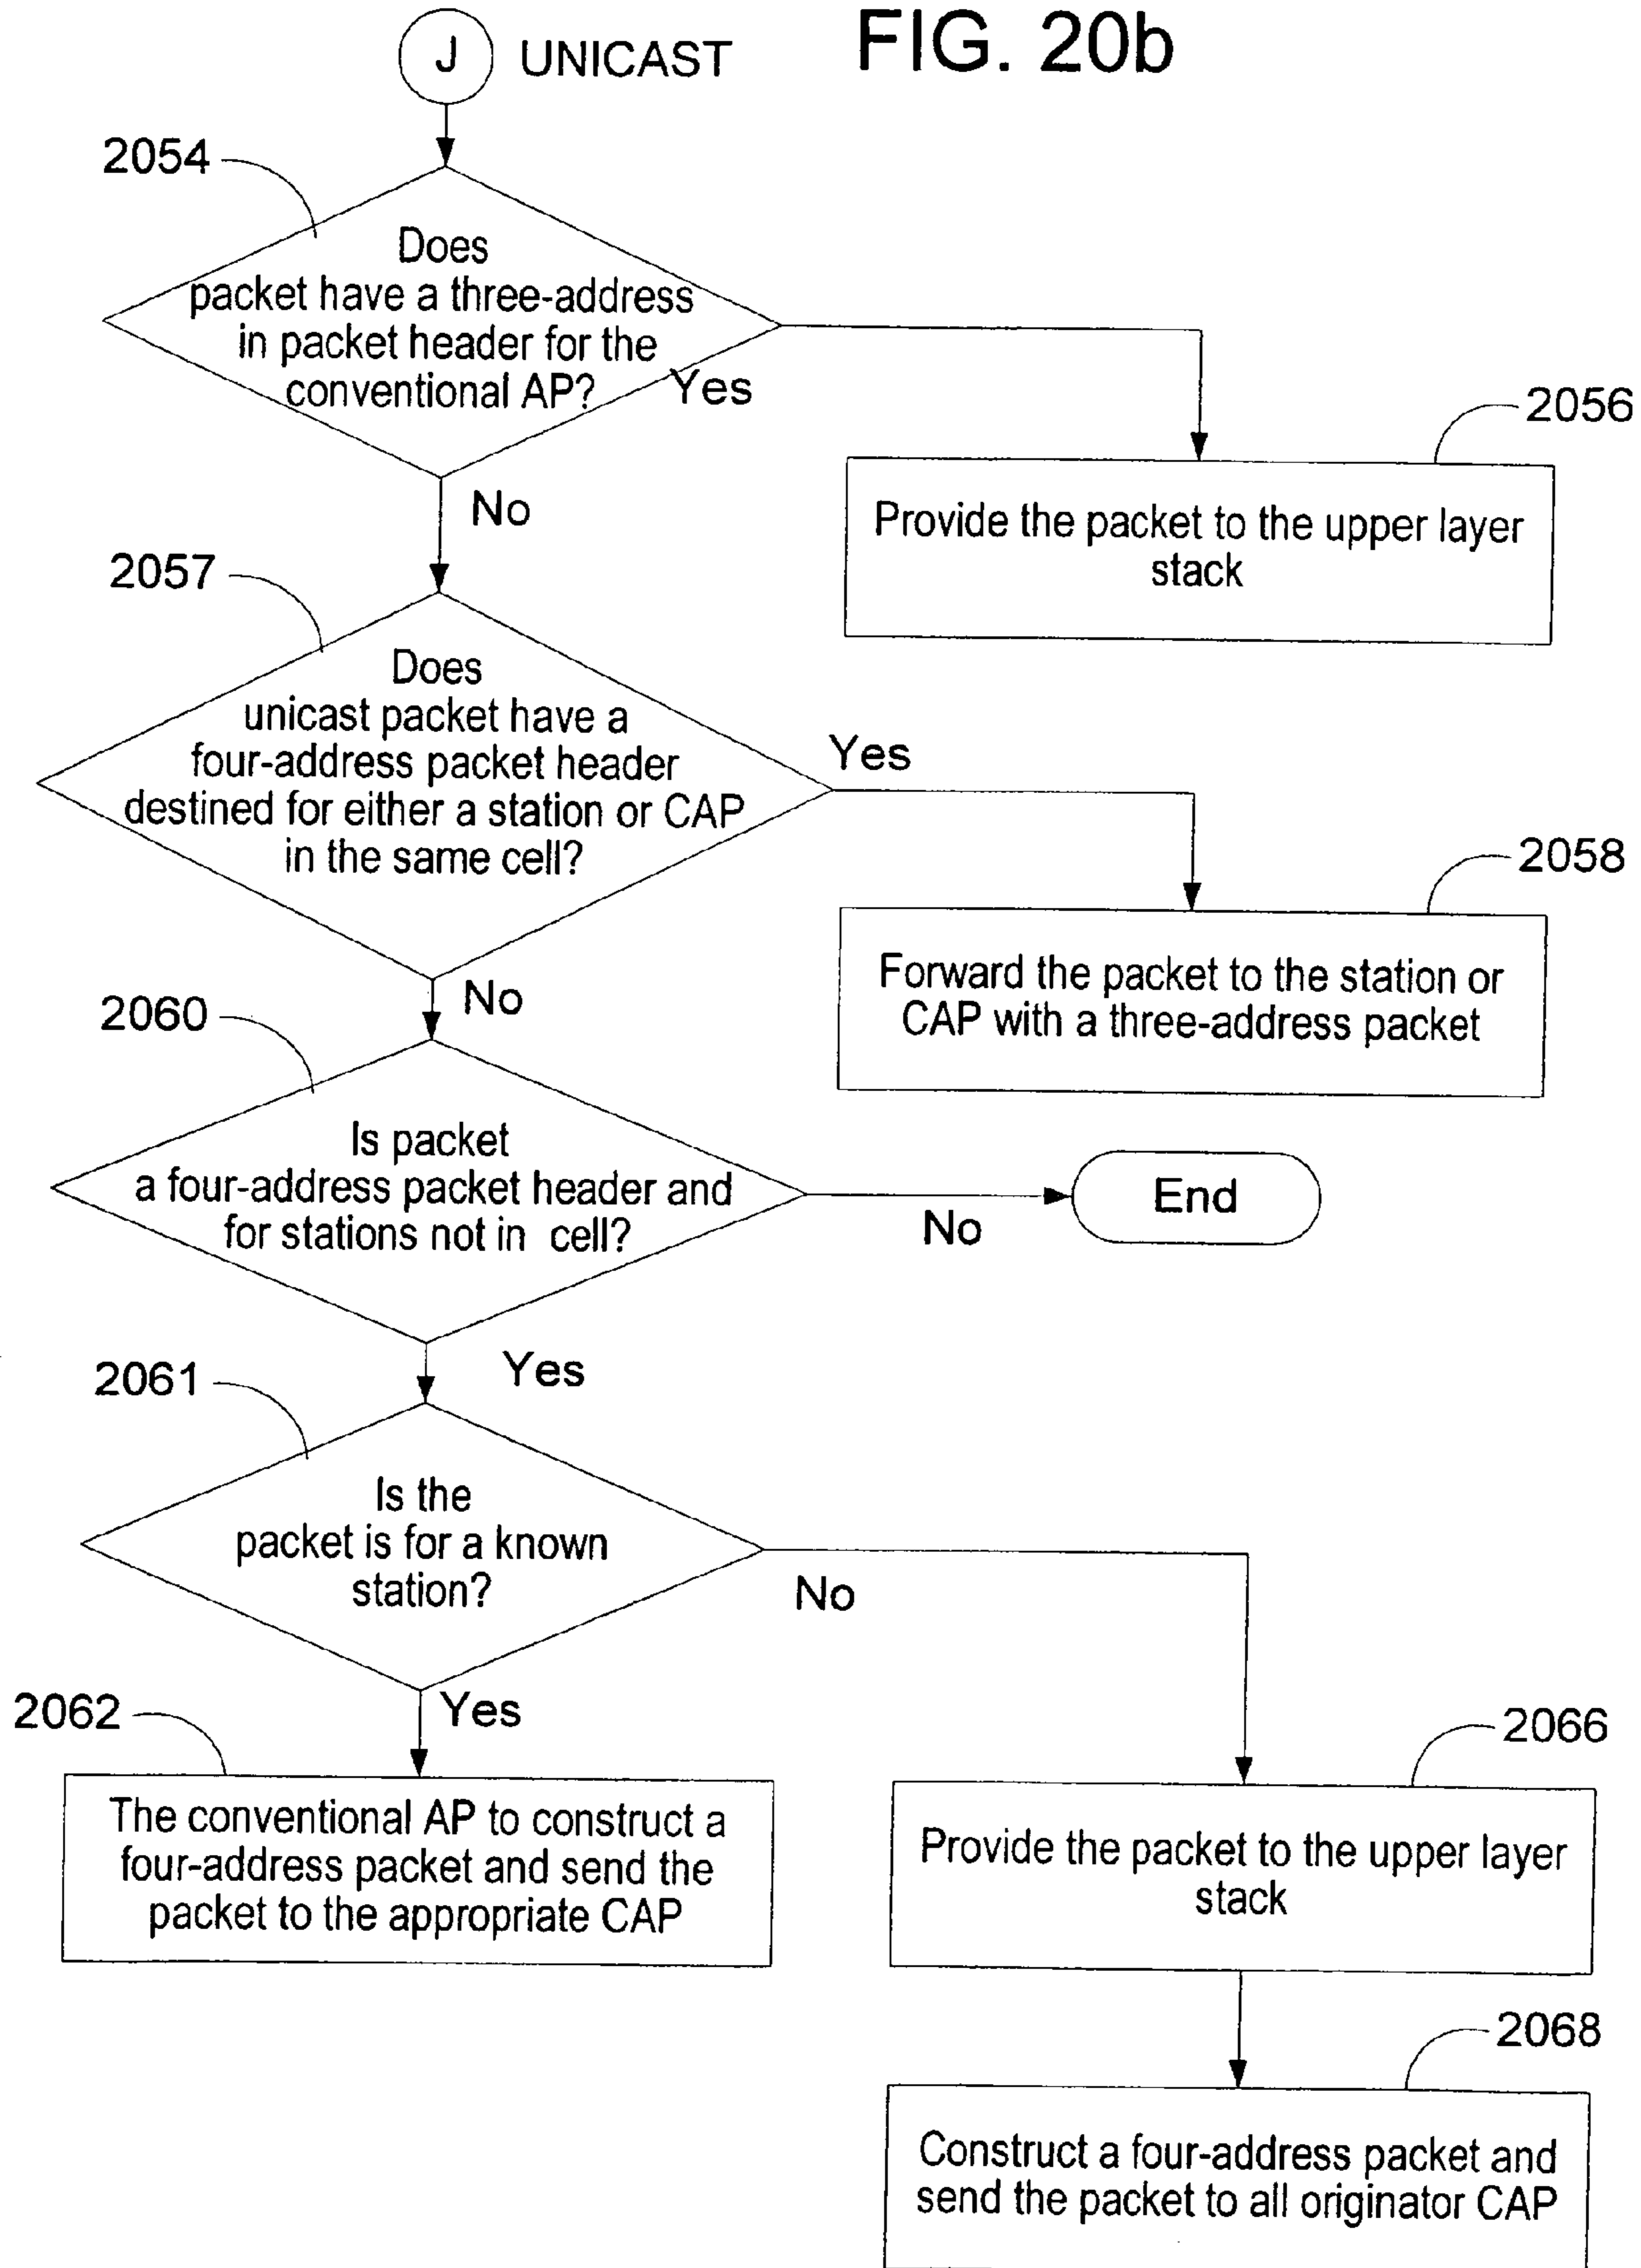 FIG. 20b
J UNICAST
2054
Does
packet have a three-address
in packet header for the
conventional AP?
Yes
2056
Provide the packet to the upper layer
stack
No
2057
Does
unicast packet have a
four-address packet header
destined for either a station or CAP
in the same cell?
Yes
2058
Forward the packet to the station or
CAP with a three-address packet
No
2060
Is packet
a four-address packet header and
for stations not in cell?
No
End
Yes
2061
Is the
packet is for a known
station?
No
Yes
2062
The conventional AP to construct a
four-address packet and send the
packet to the appropriate CAP
2066
Provide the packet to the upper layer
stack
2068
Construct a four-address packet and
send the packet to all originator CAP